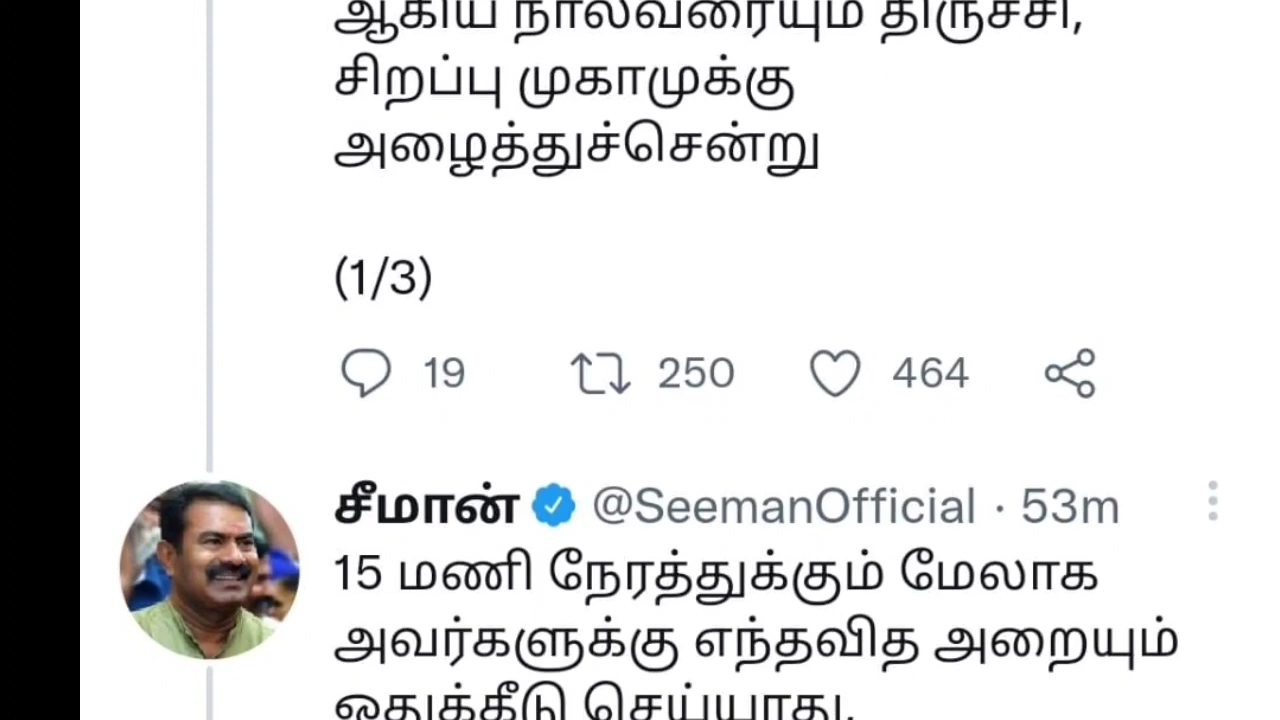 ஆகிய நால்வரையும் திருச்சி,
சிறப்பு முகாமுக்கு
அழைத்துச்சென்று
(1/3)
19 250 464
சீமான் @SeemanOfficial · 53m
15 மணி நேரத்துக்கும் மேலாக
அவர்களுக்கு எந்தவித அறையும்
ஒதுக்கீடு செய்யாது,